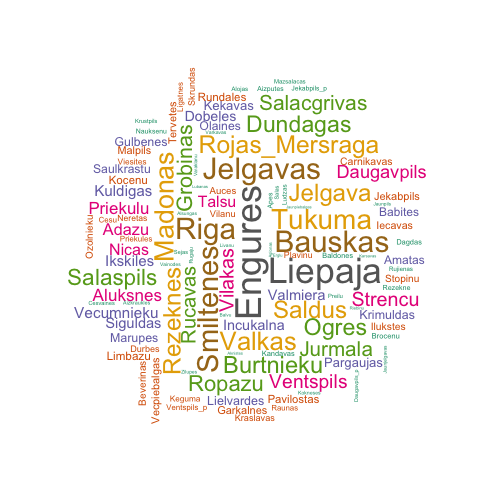 Mazsalacas
Alojas
Aizputes
Jekabpils_p
Skrundas
Ligatnes
Rundales
Kekavas
Salacgrivas
Tervetes
Dobeles
Olaines
Dundagas
Krustpils
Nauksenu
Gulbenes
Grobinas
Rojas_Mersraga
Malpils
Viesites
Saulkrastu
Kocenu
Kuldigas
Madonas
Jelgavas
Carnikavas
Daugavpils
Auces
Talsu
Vilanu
Jelgava
Jekabpils
Priekulu
Cesu
Neretas
Priekules
Adazu
Ozolnieku
Nicas
Riga
Tukuma
Babites
Iecavas
Ikskiles
Engures
Bauskas
Dagdas
Salaspils
Smiltenes
Vilakas
Liepaja
Plavinu
Baldones
Amatas
Rujienas
Stopinu
Rezekne
Aluksnes
Rezeknes
Rucavas
Valmiera
Strencu
Vecumnieku
Saldus
Krimuldas
Siguldas
Incukalna
Ogres
Ilukstes
Brocenu
Marupes
Valkas
Durbes
Limbazu
Jurmala
Kandavas
Burtnieku
Pargaujas
Beverinas
Vecpiebalgas
Ropazu
Ventspils
Keguma
Ventspils_p
Lielvardes
Pavilostas
Garkalnes
Raunas
Kraslavas
Daugavpils_p